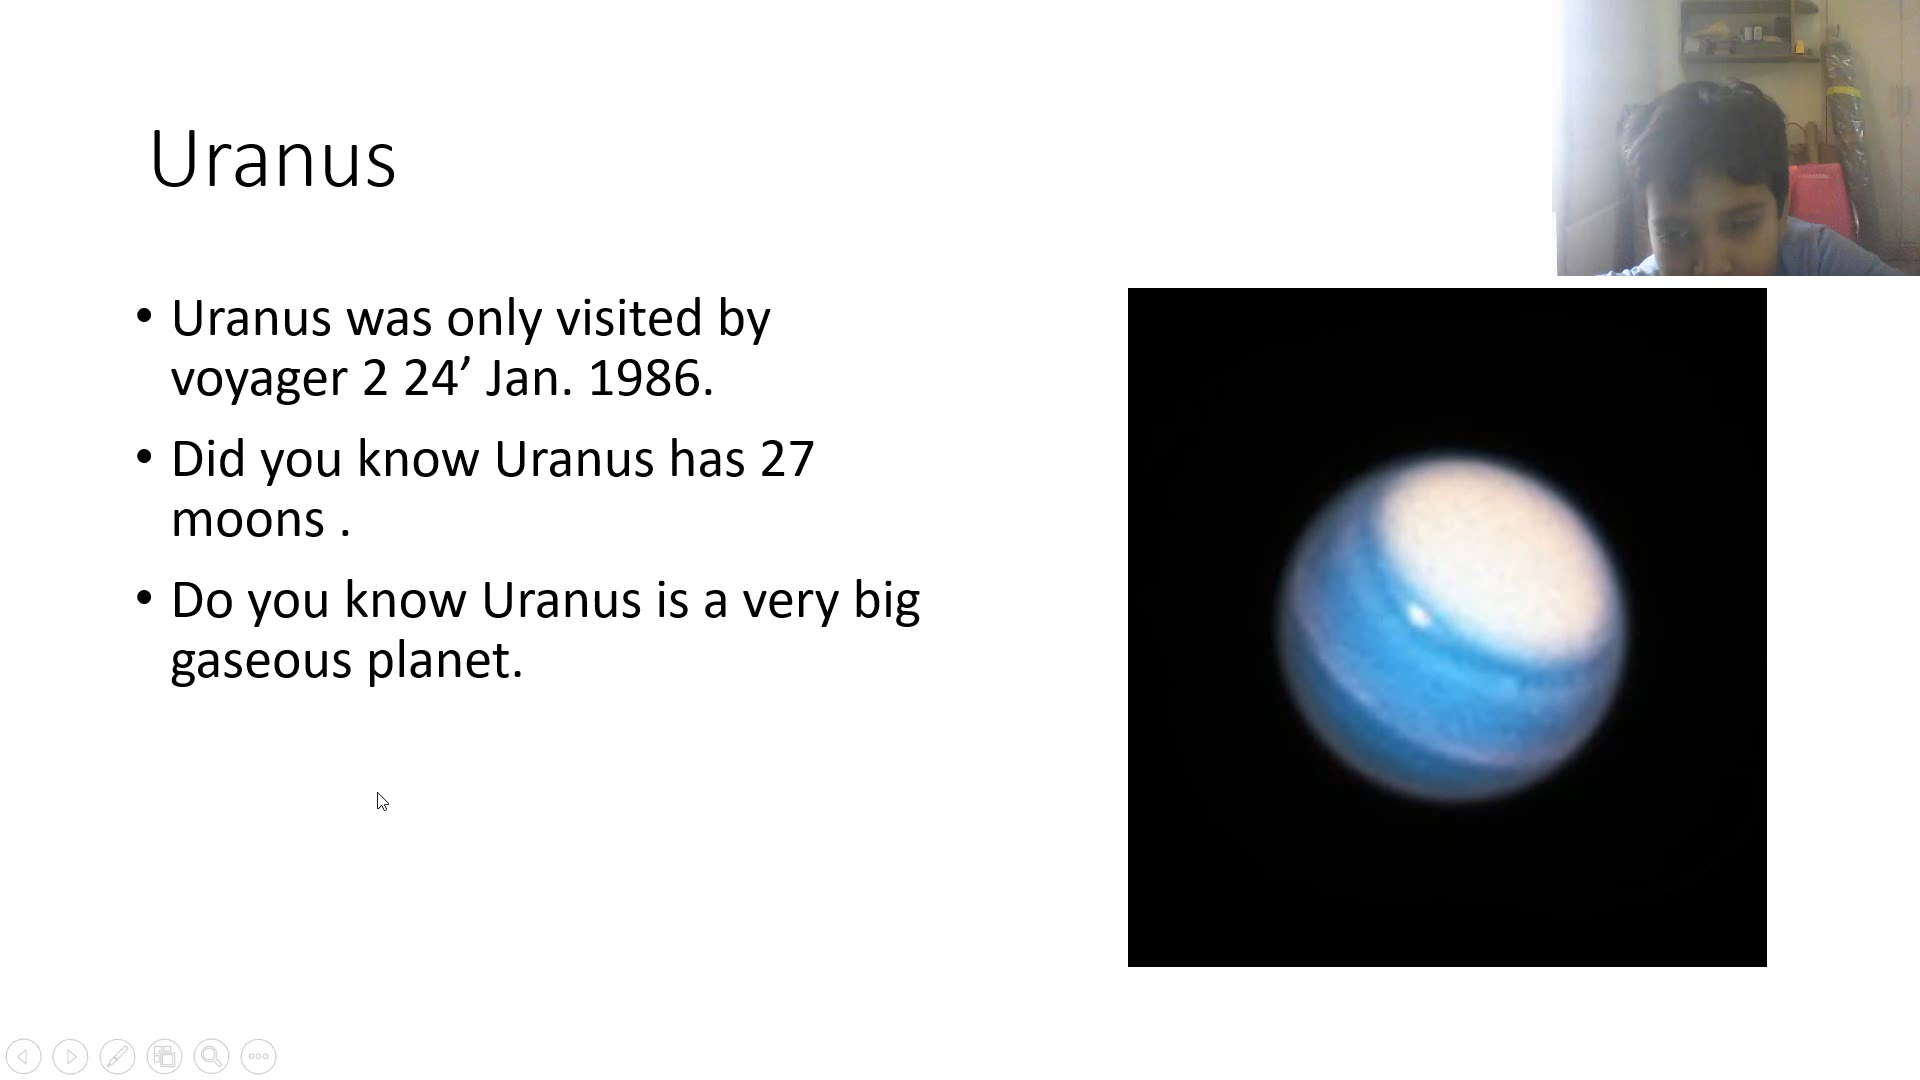 Uranus
• Uranus was only visited by
voyager 2 24’ Jan. 1986.
• Did you know Uranus has 27
moons .
• Do you know Uranus is a very big
gaseous planet.